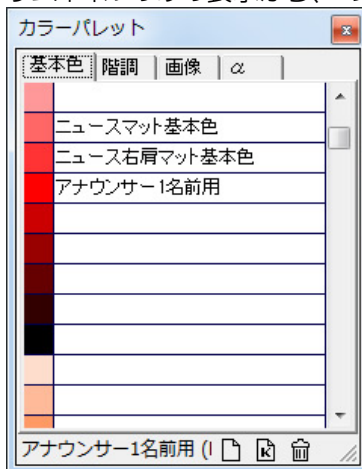 カラーパレット
基本色 階調 画像 α
ニュースマット基本色
ニュース右肩マット基本色
アナウンサー1名前用
アナウンサー1名前用 (I